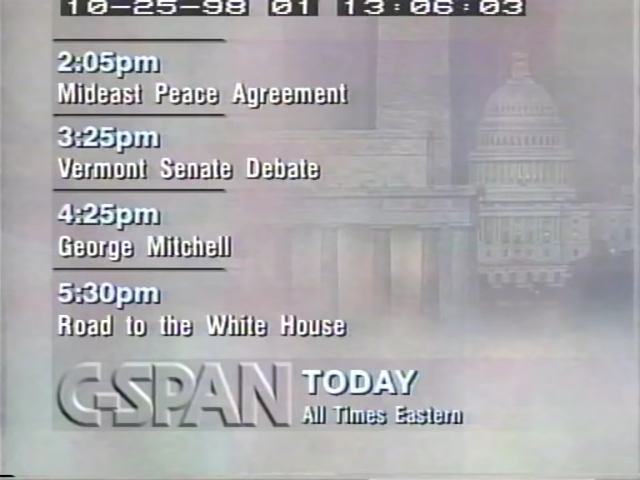 10-25-98 01 13:06:03
2:05pm
Mideast Peace Agreement
3:25pm
Vermont Senate Debate
4:25pm
George Mitchell
5:30pm
Road to the White House
C-SPAN TODAY
All Times Eastern